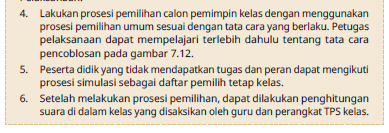 4. Lakukan prosesi pemilihan calon pemimpin kelas dengan menggunakan
prosesi pemilihan umum sesuai dengan tata cara yang berlaku. Petugas
pelaksanaan dapat mempelajari terlebih dahulu tentang tata cara
pencoblosan pada gambar 7.12.
5. Peserta didik yang tidak mendapatkan tugas dan peran dapat mengikuti
prosesi simulasi sebagai daftar pemilih tetap kelas.
6. Setelah melakukan prosesi pemilihan, dapat dilakukan penghitungan
suara di dalam kelas yang disaksikan oleh guru dan perangkat TPS kelas.